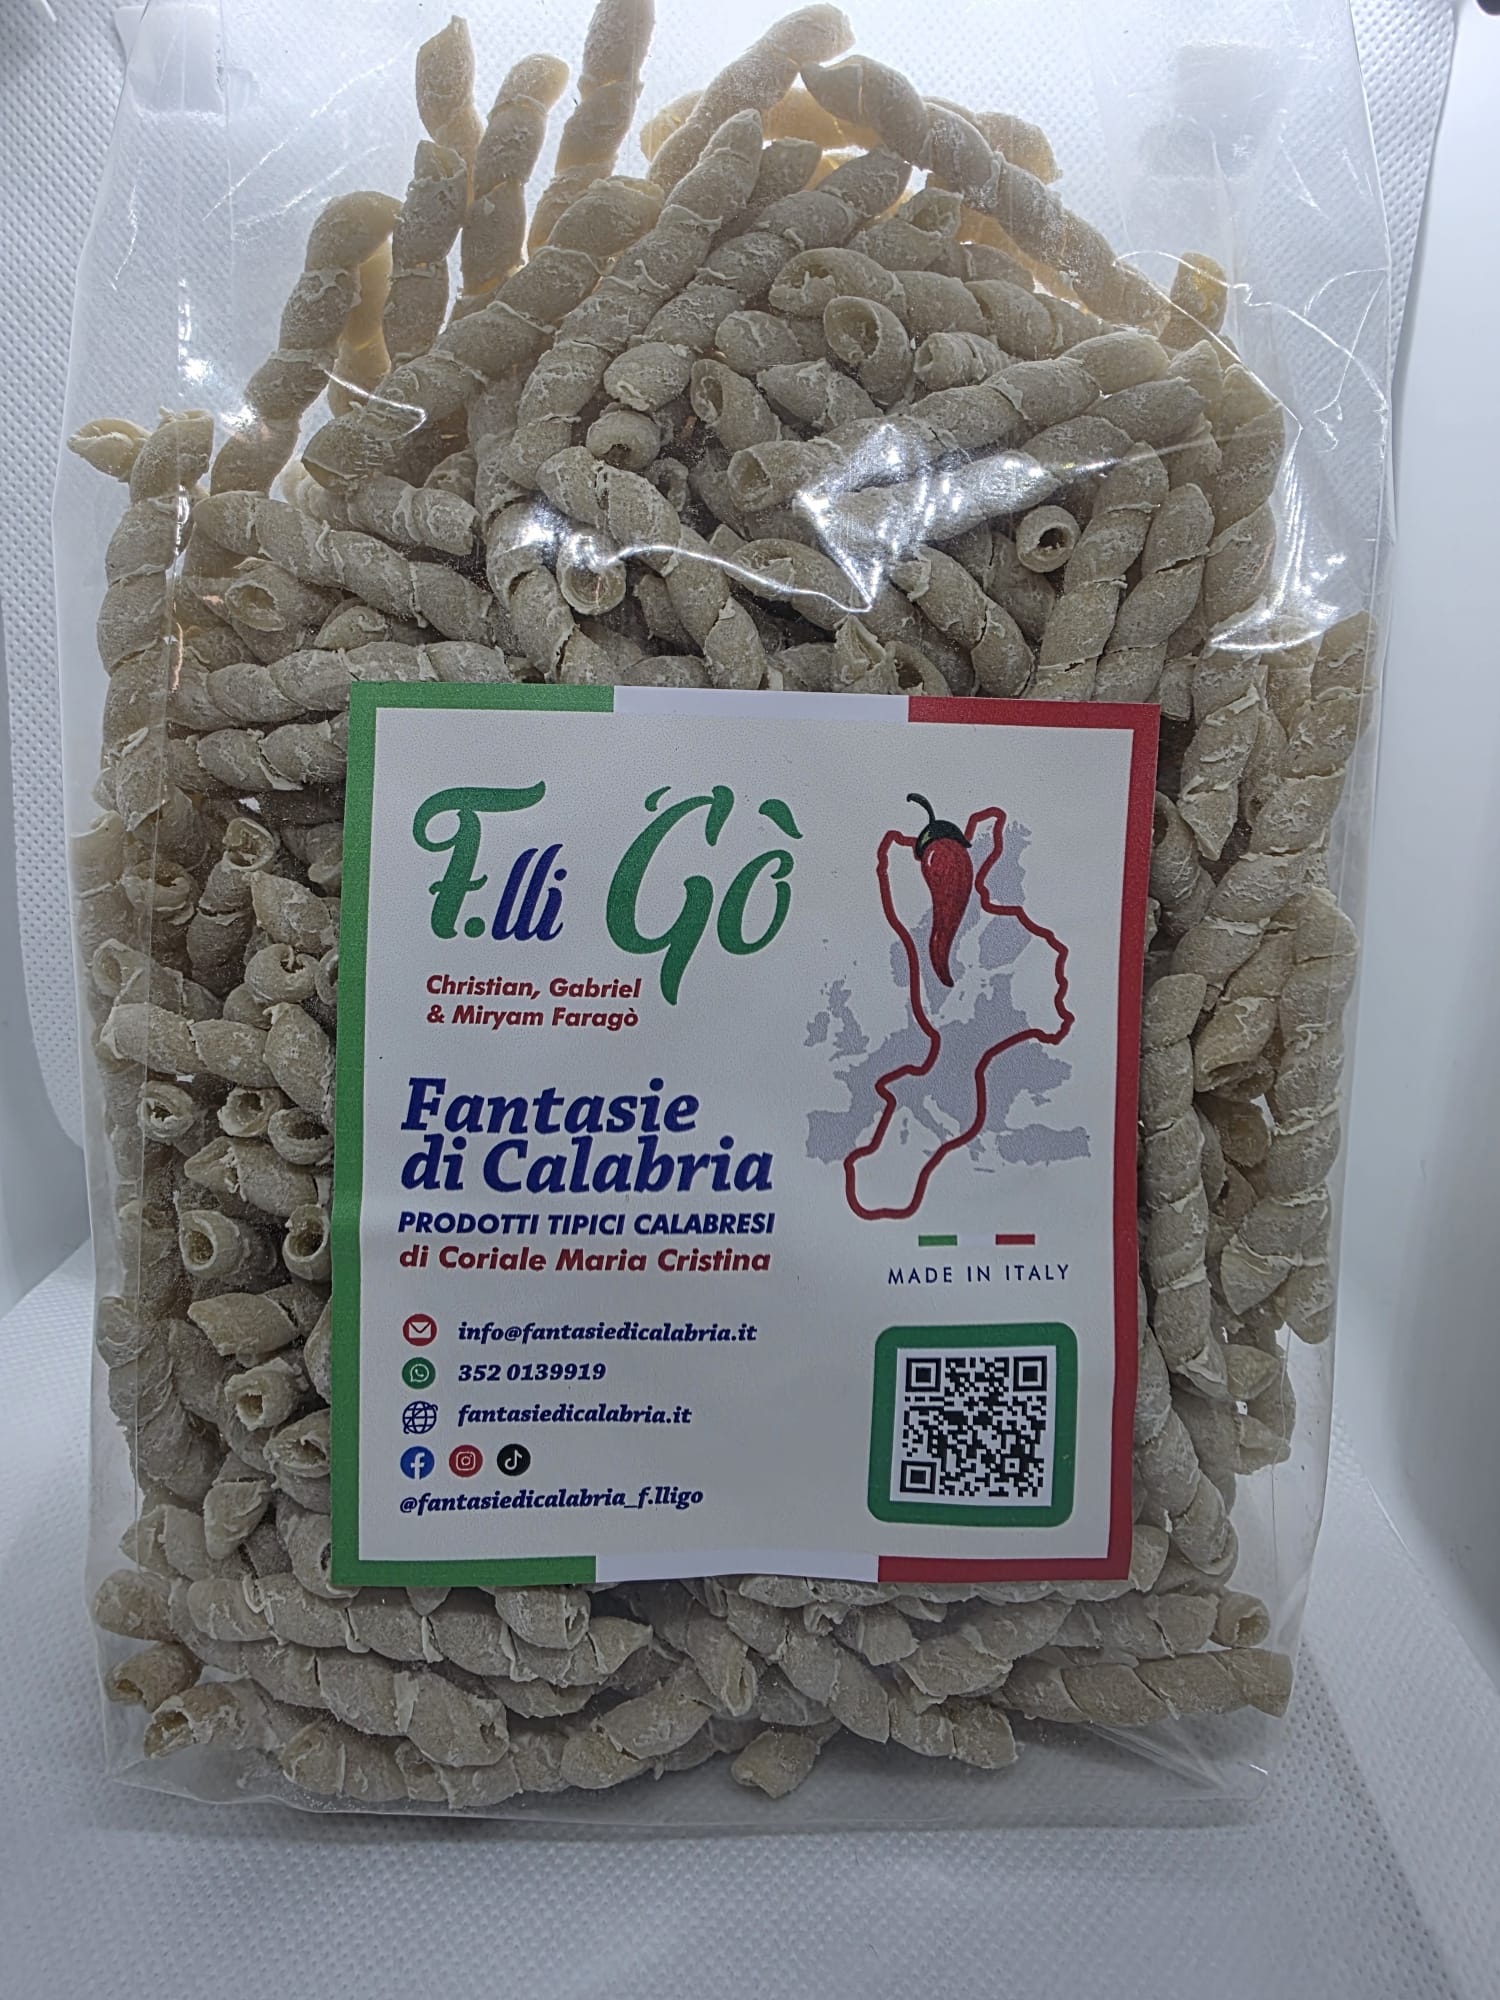 F.lli Gò
Christian, Gabriel
& Miryam Faragò
Fantasie
di Calabria
PRODOTTI TIPICI CALABRESI
di Coriale Maria Cristina
MADE IN ITALY
info@fantasiedicalabria.it
352 0139919
fantasiedicalabria.it
@fantasiedicalabria_f.lligo